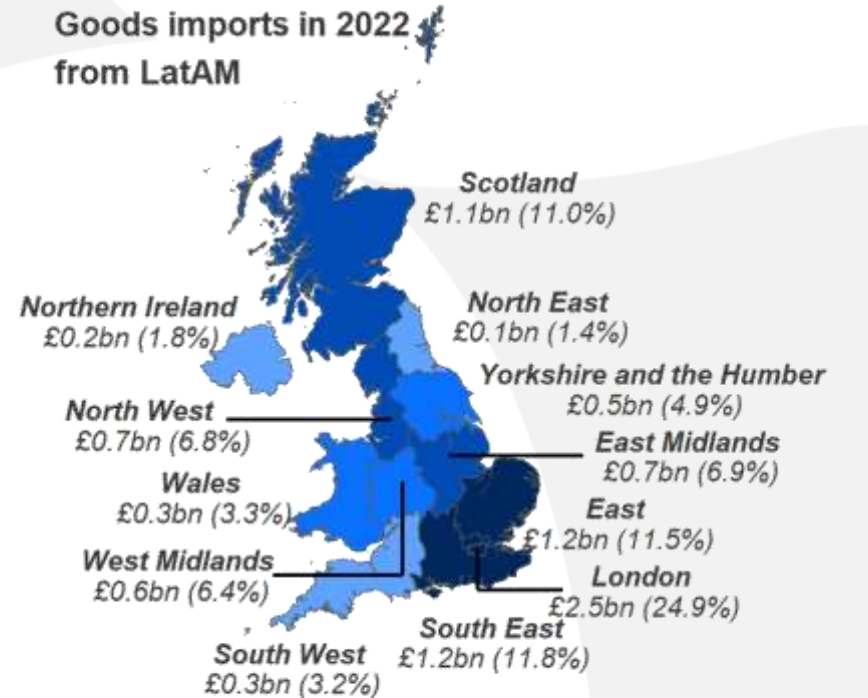 Goods imports in 2022
from LatAM
Scotland
£1.1bn (11.0%)
Northern Ireland
£0.2bn (1.8%)
North East
£0.1bn (1.4%)
Yorkshire and the Humber
£0.5bn (4.9%)
North West
£0.7bn (6.8%)
East Midlands
£0.7bn (6.9%)
Wales
£0.3bn (3.3%)
East
£1.2bn (11.5%)
West Midlands
£0.6bn (6.4%)
London
£2.5bn (24.9%)
South East
£1.2bn (11.8%)
South West
£0.3bn (3.2%)